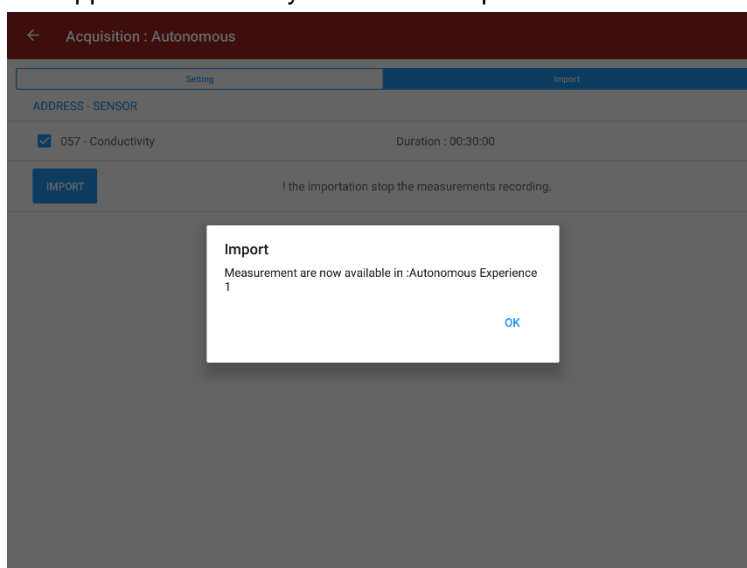 Acquisition : Autonomous
Setting
Import
ADDRESS - SENSOR
057 - Conductivity
Duration : 00:30:00
IMPORT
! the importation stop the measurements recording.
Import
Measurement are now available in :Autonomous Experience
1
OK